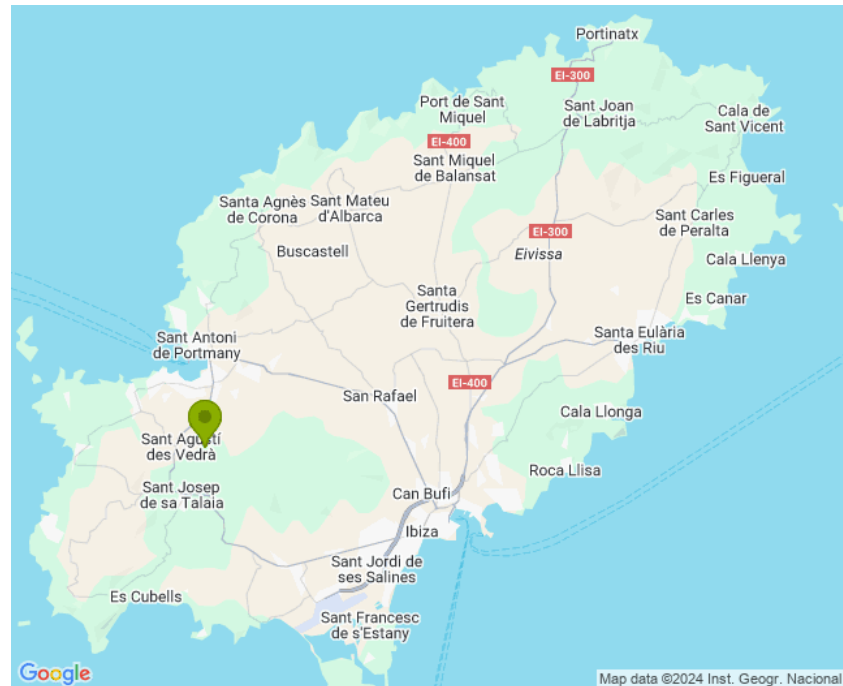 Portinatx
EI-300
Port de Sant
Miquel
Sant Joan
de Labritja
Cala de
Sant Vicent
EI-400
Sant Miquel
de Balansat
Es Figueral
Santa Agnès
de Corona
Sant Mateu
d'Albarca
Sant Carles
de Peralta
EI-300
Buscastell
Eivissa
Cala Llenya
Santa
Gertrudis
de Fruitera
Es Canar
Sant Antoni
de Portmany
Santa Eulària
des Riu
EI-400
San Rafael
Cala Llonga
Sant Agustí
des Vedrà
Roca Llisa
Sant Josep
de sa Talaia
Can Bufi
Ibiza
Sant Jordi de
ses Salines
Es Cubells
Sant Francesc
de s'Estany
Google
Map data ©2024 Inst. Geogr. Nacional